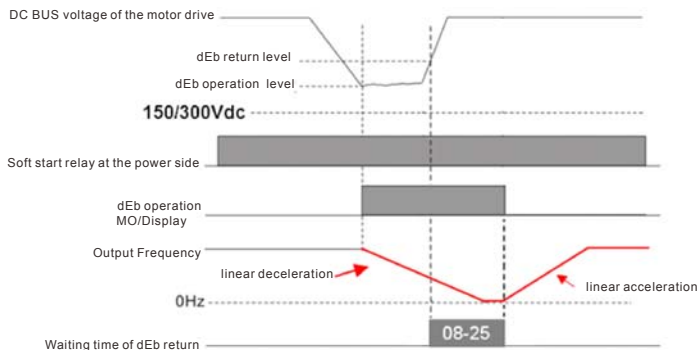 DC BUS voltage of the motor drive
dEb return level
dEb operation level
150/300Vdc
Soft start relay at the power side
dEb operation
MO/Display
Output Frequency
linear deceleration
linear acceleration
0Hz
08-25
Waiting time of dEb return